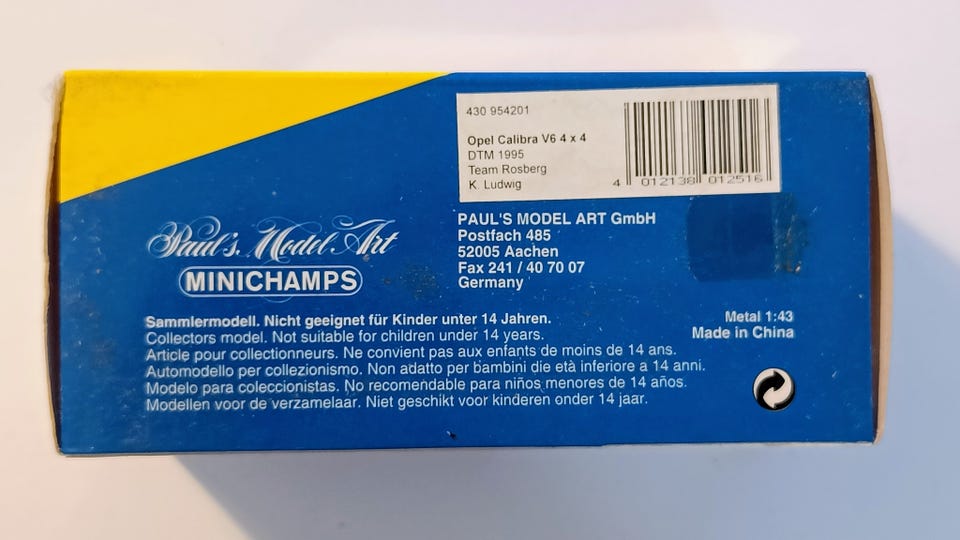 430 954201
Opel Calibra V6 4 x 4
DTM 1995
Team Rosberg
K. Ludwig
4 012138 012516
Paul's Model Art
MINICHAMPS
PAUL'S MODEL ART GmbH
Postfach 485
52005 Aachen
Fax 241 / 40 70 07
Germany
Sammlermodell. Nicht geeignet für Kinder unter 14 Jahren.
Collectors model. Not suitable for children under 14 years.
Article pour collectionneurs. Ne convient pas aux enfants de moins de 14 ans.
Automodello per collezionismo. Non adatto per bambini die età inferiore a 14 anni.
Modelo para coleccionistas. No recomendable para niños menores de 14 años.
Modellen voor de verzamelaar. Niet geschikt voor kinderen onder 14 jaar.
Metal 1:43
Made in China